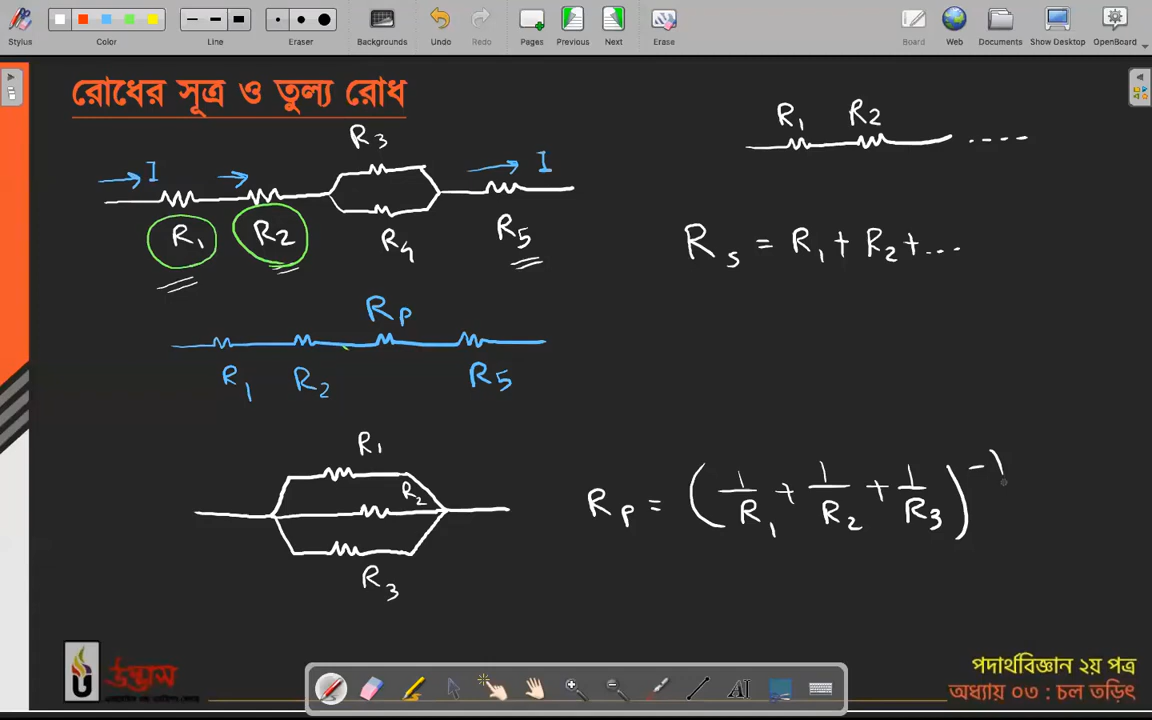 Stylus
Color
Line
Eraser
Backgrounds
Undo
Redo
Pages
Previous
Next
Erase
Board
Web
Documents
Show Desktop
OpenBoard
রোধের সূত্র ও তুল্য রোধ
R₃
I
I
R₁
R₂
R₄
R₅
R₁ R₂ ....
Rₛ = R₁ + R₂ + ...
Rₚ
R₁
R₂
R₅
R₁
R₂
R₃
Rₚ = (1/R₁ + 1/R₂ + 1/R₃)⁻¹
উদ্ভাস
পদার্থবিজ্ঞান ২য় পত্র
অধ্যায় ০৩ : চল তড়িৎ